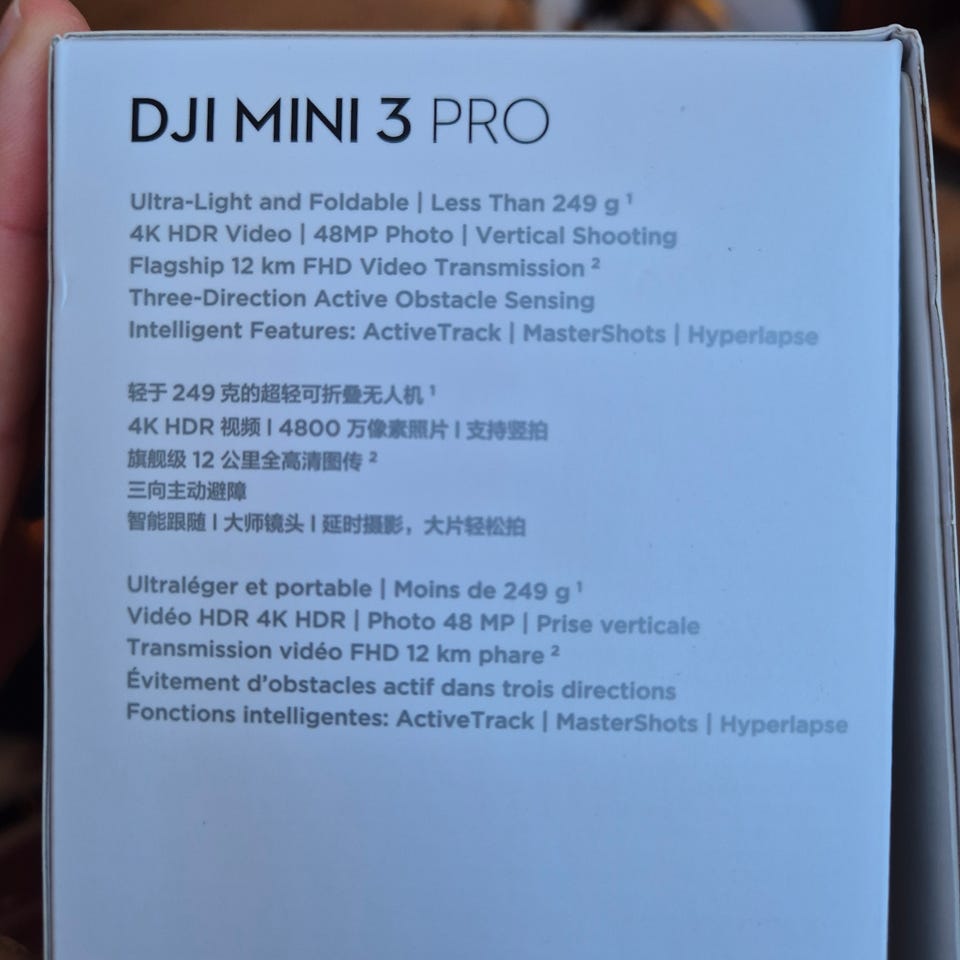 DJI MINI 3 PRO
Ultra-Light and Foldable | Less Than 249 g ¹
4K HDR Video | 48MP Photo | Vertical Shooting
Flagship 12 km FHD Video Transmission ²
Three-Direction Active Obstacle Sensing
Intelligent Features: ActiveTrack | MasterShots | Hyperlapse
轻于 249 克的超轻可折叠无人机 ¹
4K HDR 视频 | 4800 万像素照片 | 支持竖拍
旗舰级 12 公里全高清图传 ²
三向主动避障
智能跟随 | 大师镜头 | 延时摄影，大片轻松拍
Ultraléger et portable | Moins de 249 g ¹
Vidéo HDR 4K HDR | Photo 48 MP | Prise verticale
Transmission vidéo FHD 12 km phare ²
Évitement d’obstacles actif dans trois directions
Fonctions intelligentes: ActiveTrack | MasterShots | Hyperlapse